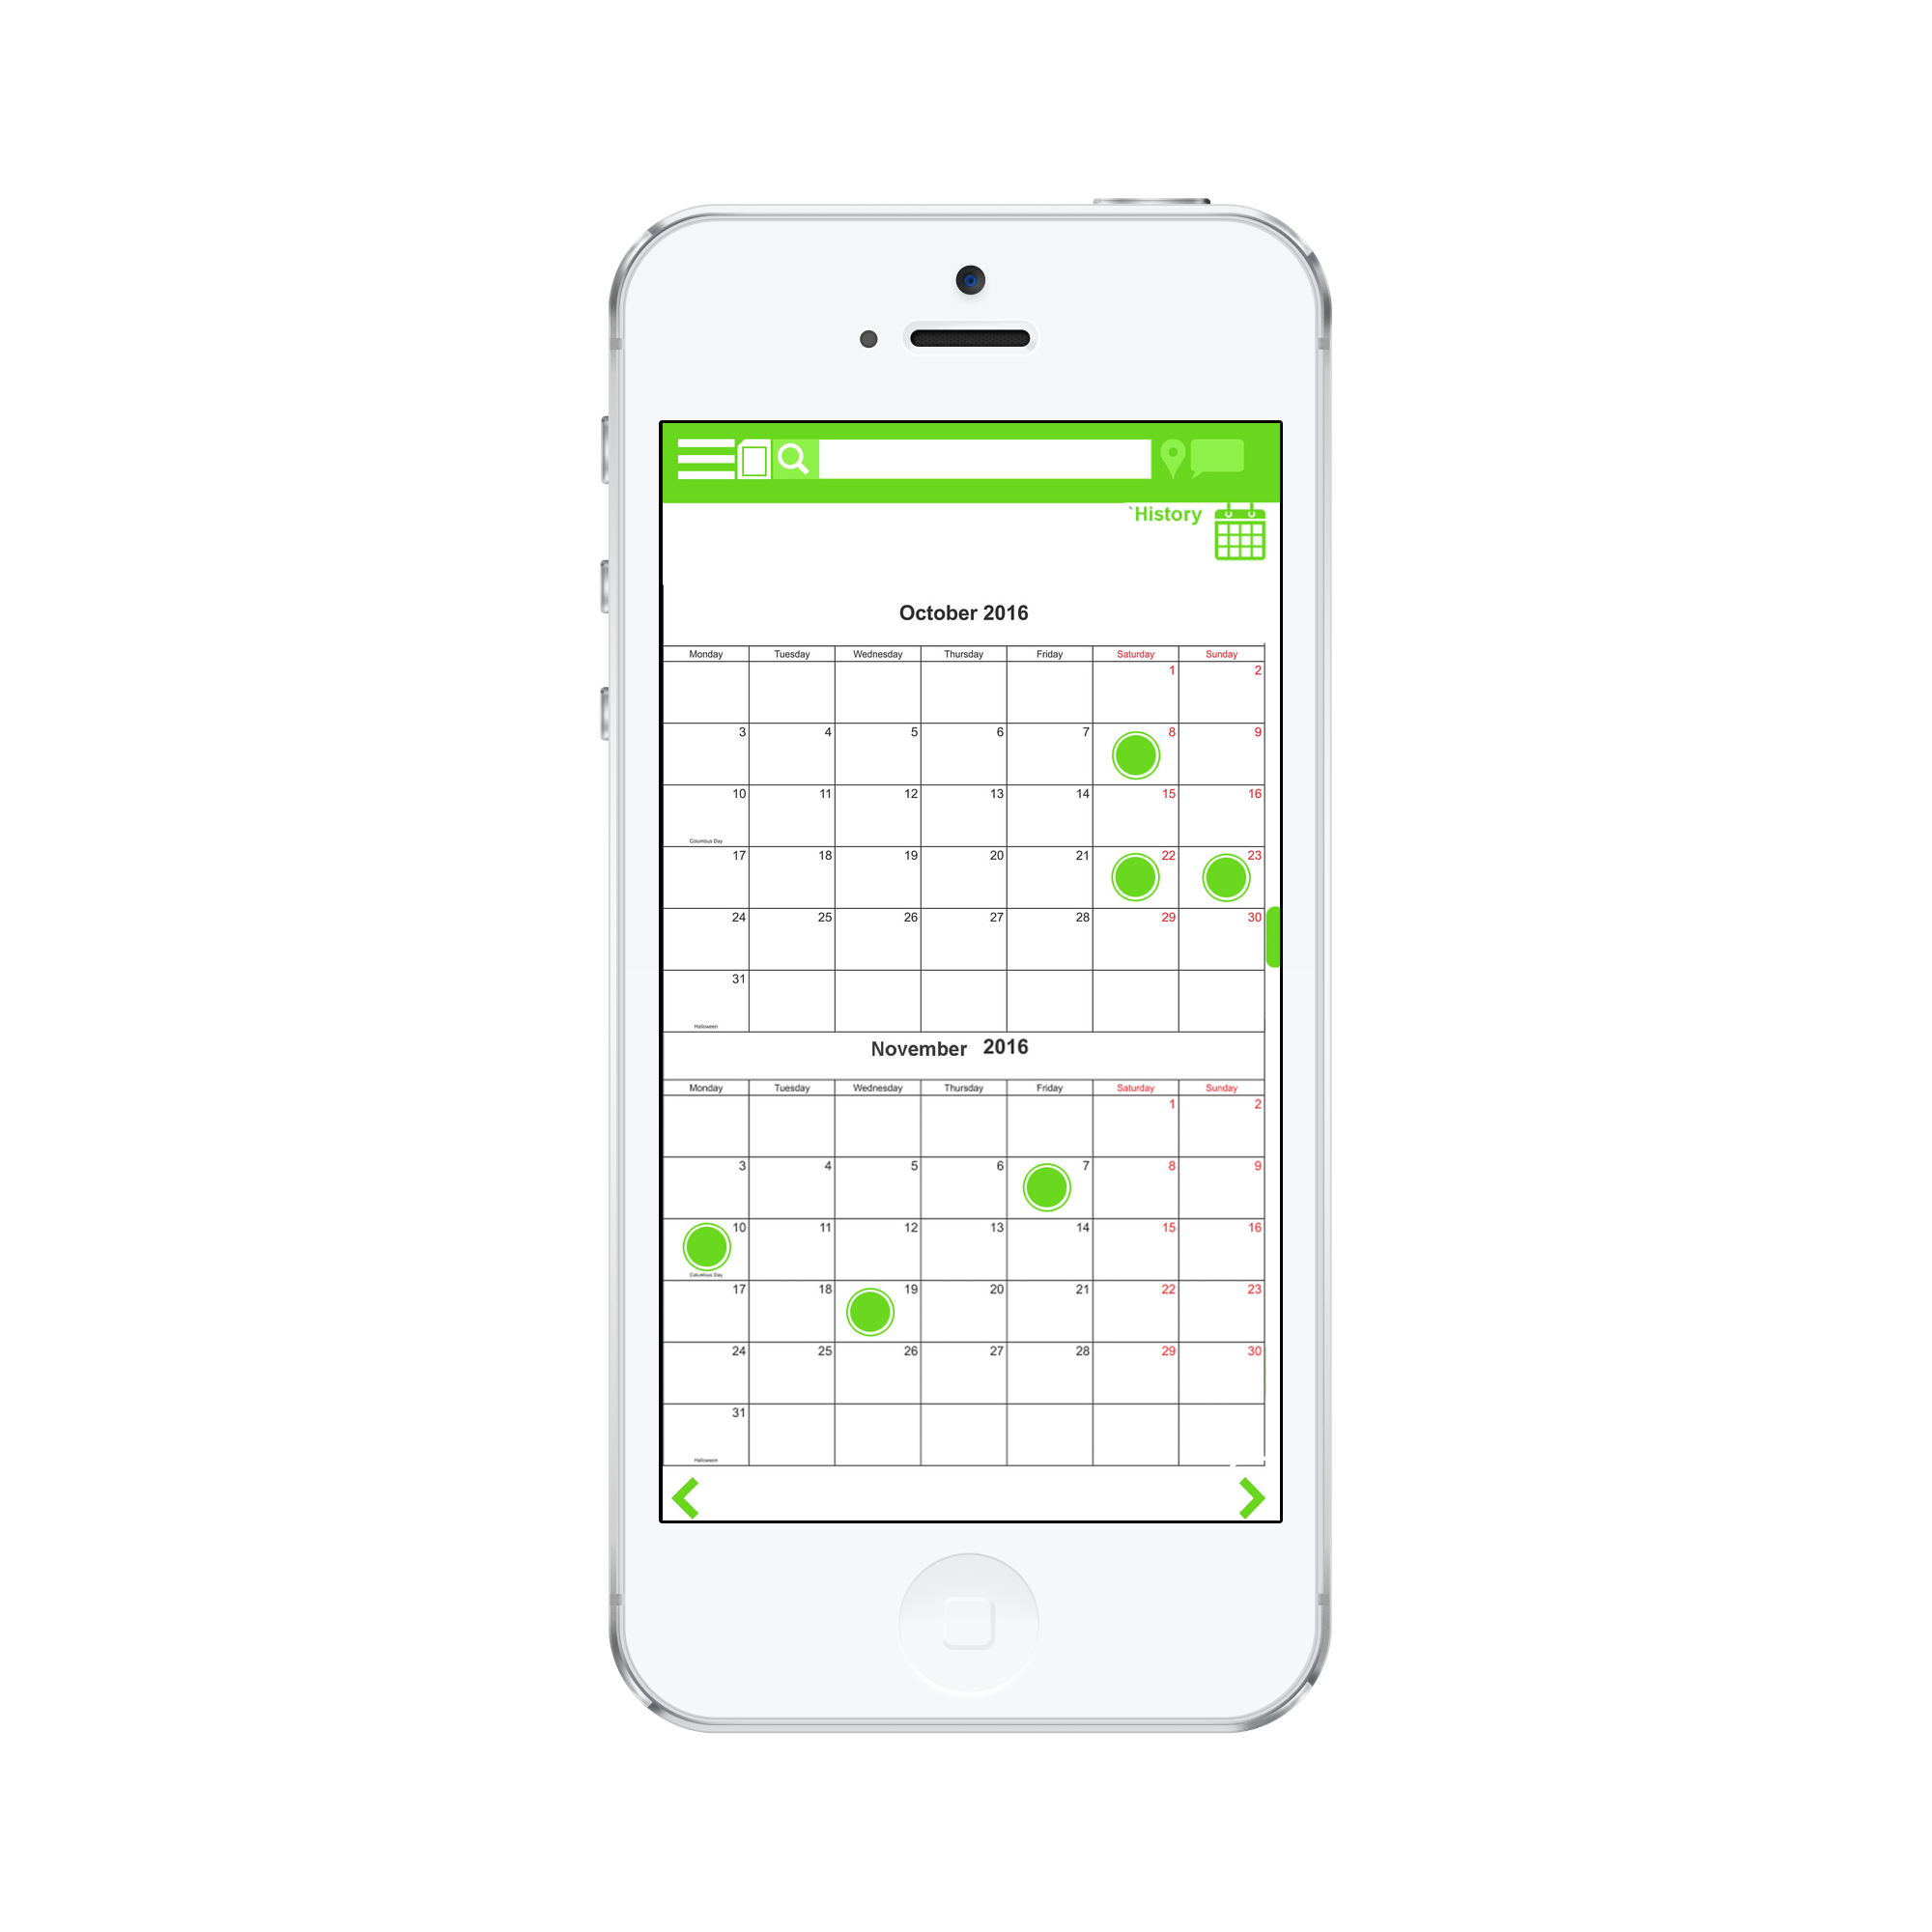 `History
October 2016
Monday Tuesday Wednesday Thursday Friday Saturday Sunday
1 2
3 4 5 6 7 8 9
10 11 12 13 14 15 16
Columbus Day
17 18 19 20 21 22 23
24 25 26 27 28 29 30
31
Halloween
November 2016
Monday Tuesday Wednesday Thursday Friday Saturday Sunday
1 2
3 4 5 6 7 8 9
10 11 12 13 14 15 16
Columbus Day
17 18 19 20 21 22 23
24 25 26 27 28 29 30
31
Halloween